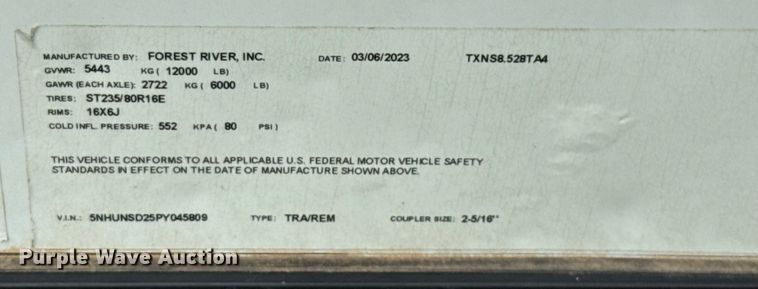 MANUFACTURED BY: FOREST RIVER, INC. DATE: 03/06/2023 TXNS8.528TA4
GVWR: 5443 KG ( 12000 LB)
GAWR (EACH AXLE): 2722 KG ( 6000 LB)
TIRES: ST235/80R16E
RIMS: 16X6J
COLD INFL. PRESSURE: 552 KPA ( 80 PSI )
THIS VEHICLE CONFORMS TO ALL APPLICABLE U.S. FEDERAL MOTOR VEHICLE SAFETY
STANDARDS IN EFFECT ON THE DATE OF MANUFACTURE SHOWN ABOVE.
V.I.N.: 5NHUNSD25PY045809 TYPE: TRA/REM COUPLER SIZE: 2-5/16"
Purple Wave Auction